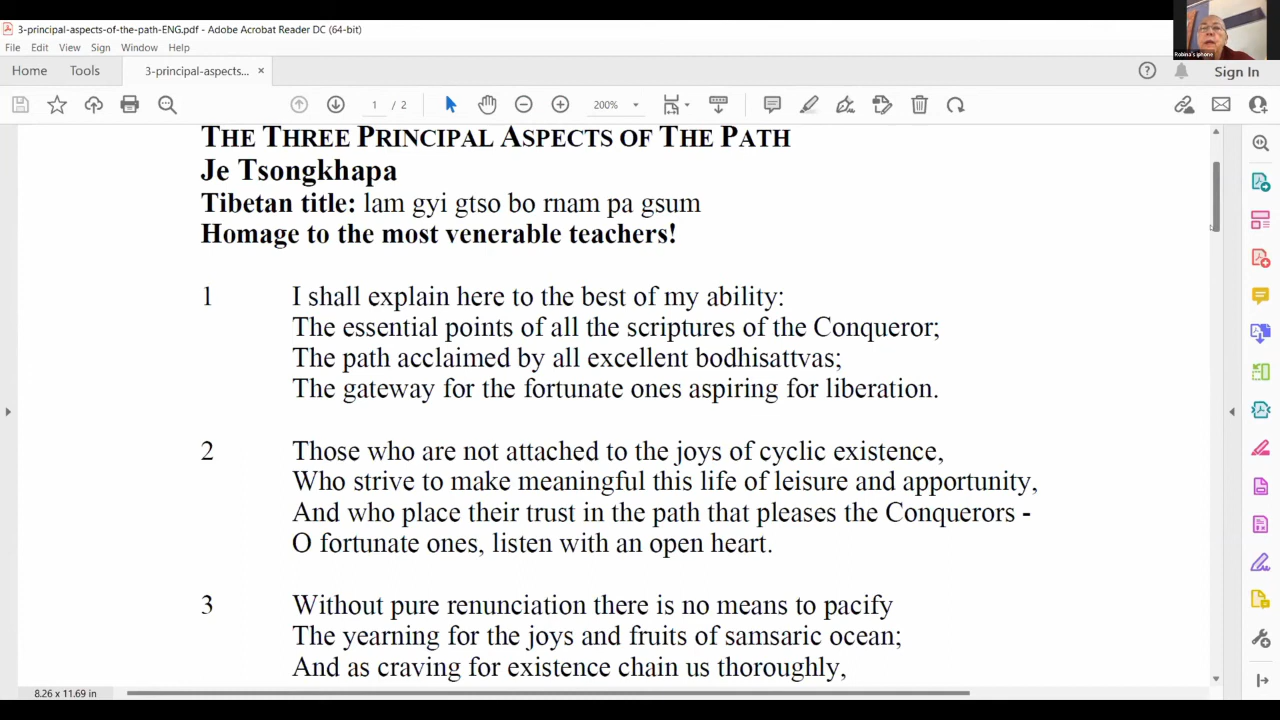 3-principal-aspects-of-the-path-ENG.pdf - Adobe Acrobat Reader DC (64-bit)
Robina's iphone
File Edit View Sign Window Help
Home Tools 3-principal-aspects... × Sign In
1 / 2 200%
THE THREE PRINCIPAL ASPECTS OF THE PATH
Je Tsongkhapa
Tibetan title: lam gyi gtso bo rnam pa gsum
Homage to the most venerable teachers!
1 I shall explain here to the best of my ability:
The essential points of all the scriptures of the Conqueror;
The path acclaimed by all excellent bodhisattvas;
The gateway for the fortunate ones aspiring for liberation.
2 Those who are not attached to the joys of cyclic existence,
Who strive to make meaningful this life of leisure and apportunity,
And who place their trust in the path that pleases the Conquerors -
O fortunate ones, listen with an open heart.
3 Without pure renunciation there is no means to pacify
The yearning for the joys and fruits of samsaric ocean;
And as craving for existence chain us thoroughly,
8.26 x 11.69 in